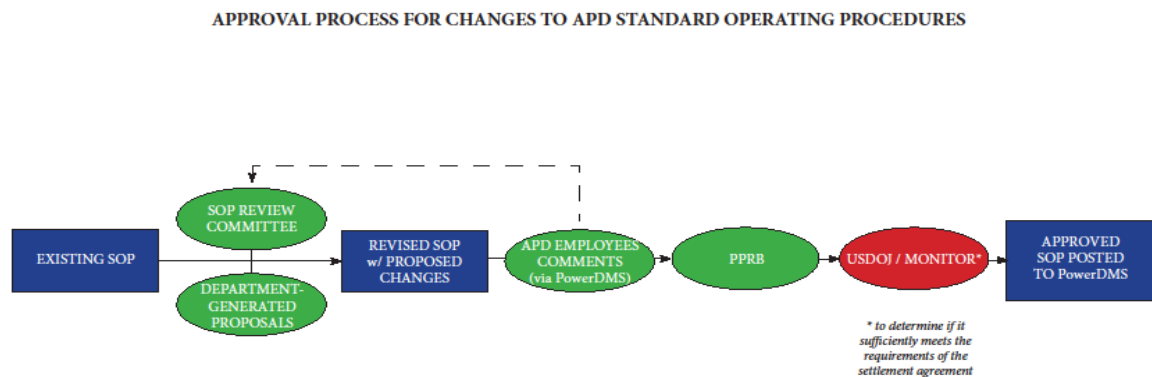 APPROVAL PROCESS FOR CHANGES TO APD STANDARD OPERATING PROCEDURES
SOP REVIEW
COMMITTEE
EXISTING SOP
DEPARTMENT-
GENERATED
PROPOSALS
REVISED SOP
w/ PROPOSED
CHANGES
APD EMPLOYEES
COMMENTS
(via PowerDMS)
PPRB
USDOJ / MONITOR*
APPROVED
SOP POSTED
TO PowerDMS
* to determine if it
sufficiently meets the
requirements of the
settlement agreement